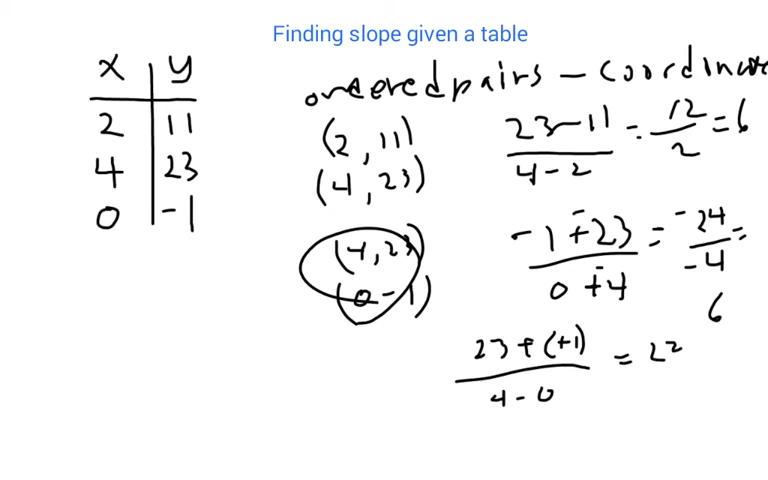 Finding slope given a table
x y
2 11
4 23
0 -1
ordered pairs - coordinate
(2, 11)
(4, 23)
(4, 23)
(0 - 1)
23 - 11 / 4 - 2 = 12 / 2 = 6
-1 + -23 / 0 + -4 = -24 / -4 =
6
23 + (+1) / 4 - 0 = 22